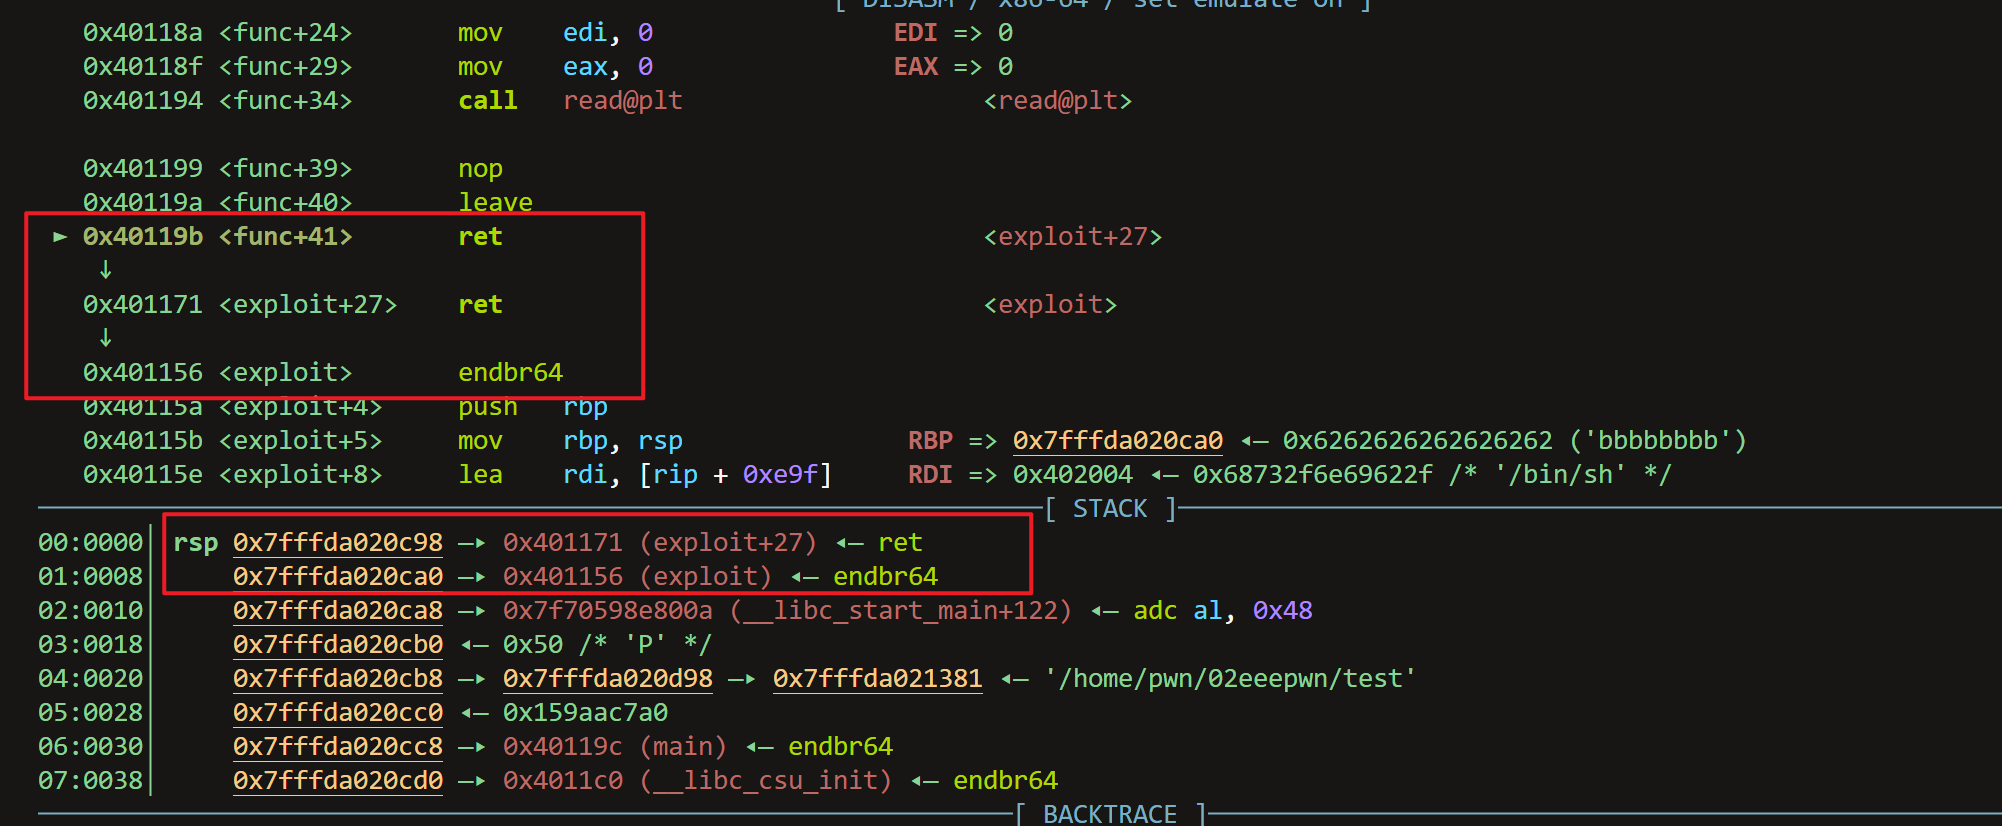 [ DISASM / x86-64 / set emulate on ]
0x40118a <func+24> mov edi, 0 EDI => 0
0x40118f <func+29> mov eax, 0 EAX => 0
0x401194 <func+34> call read@plt <read@plt>
0x401199 <func+39> nop
0x40119a <func+40> leave
► 0x40119b <func+41> ret <exploit+27>
↓
0x401171 <exploit+27> ret <exploit>
↓
0x401156 <exploit> endbr64
0x40115a <exploit+4> push rbp
0x40115b <exploit+5> mov rbp, rsp RBP => 0x7fffda020ca0 ◂— 0x6262626262626262 ('bbbbbbbb')
0x40115e <exploit+8> lea rdi, [rip + 0xe9f] RDI => 0x402004 ◂— 0x68732f6e69622f /* '/bin/sh' */
[ STACK ]
00:0000│ rsp 0x7fffda020c98 —▸ 0x401171 (exploit+27) ◂— ret
01:0008│ 0x7fffda020ca0 —▸ 0x401156 (exploit) ◂— endbr64
02:0010│ 0x7fffda020ca8 —▸ 0x7f70598e800a (__libc_start_main+122) ◂— adc al, 0x48
03:0018│ 0x7fffda020cb0 ◂— 0x50 /* 'P' */
04:0020│ 0x7fffda020cb8 —▸ 0x7fffda020d98 —▸ 0x7fffda021381 ◂— '/home/pwn/02eeepwn/test'
05:0028│ 0x7fffda020cc0 ◂— 0x159aac7a0
06:0030│ 0x7fffda020cc8 —▸ 0x40119c (main) ◂— endbr64
07:0038│ 0x7fffda020cd0 —▸ 0x4011c0 (__libc_csu_init) ◂— endbr64
[ BACKTRACE ]